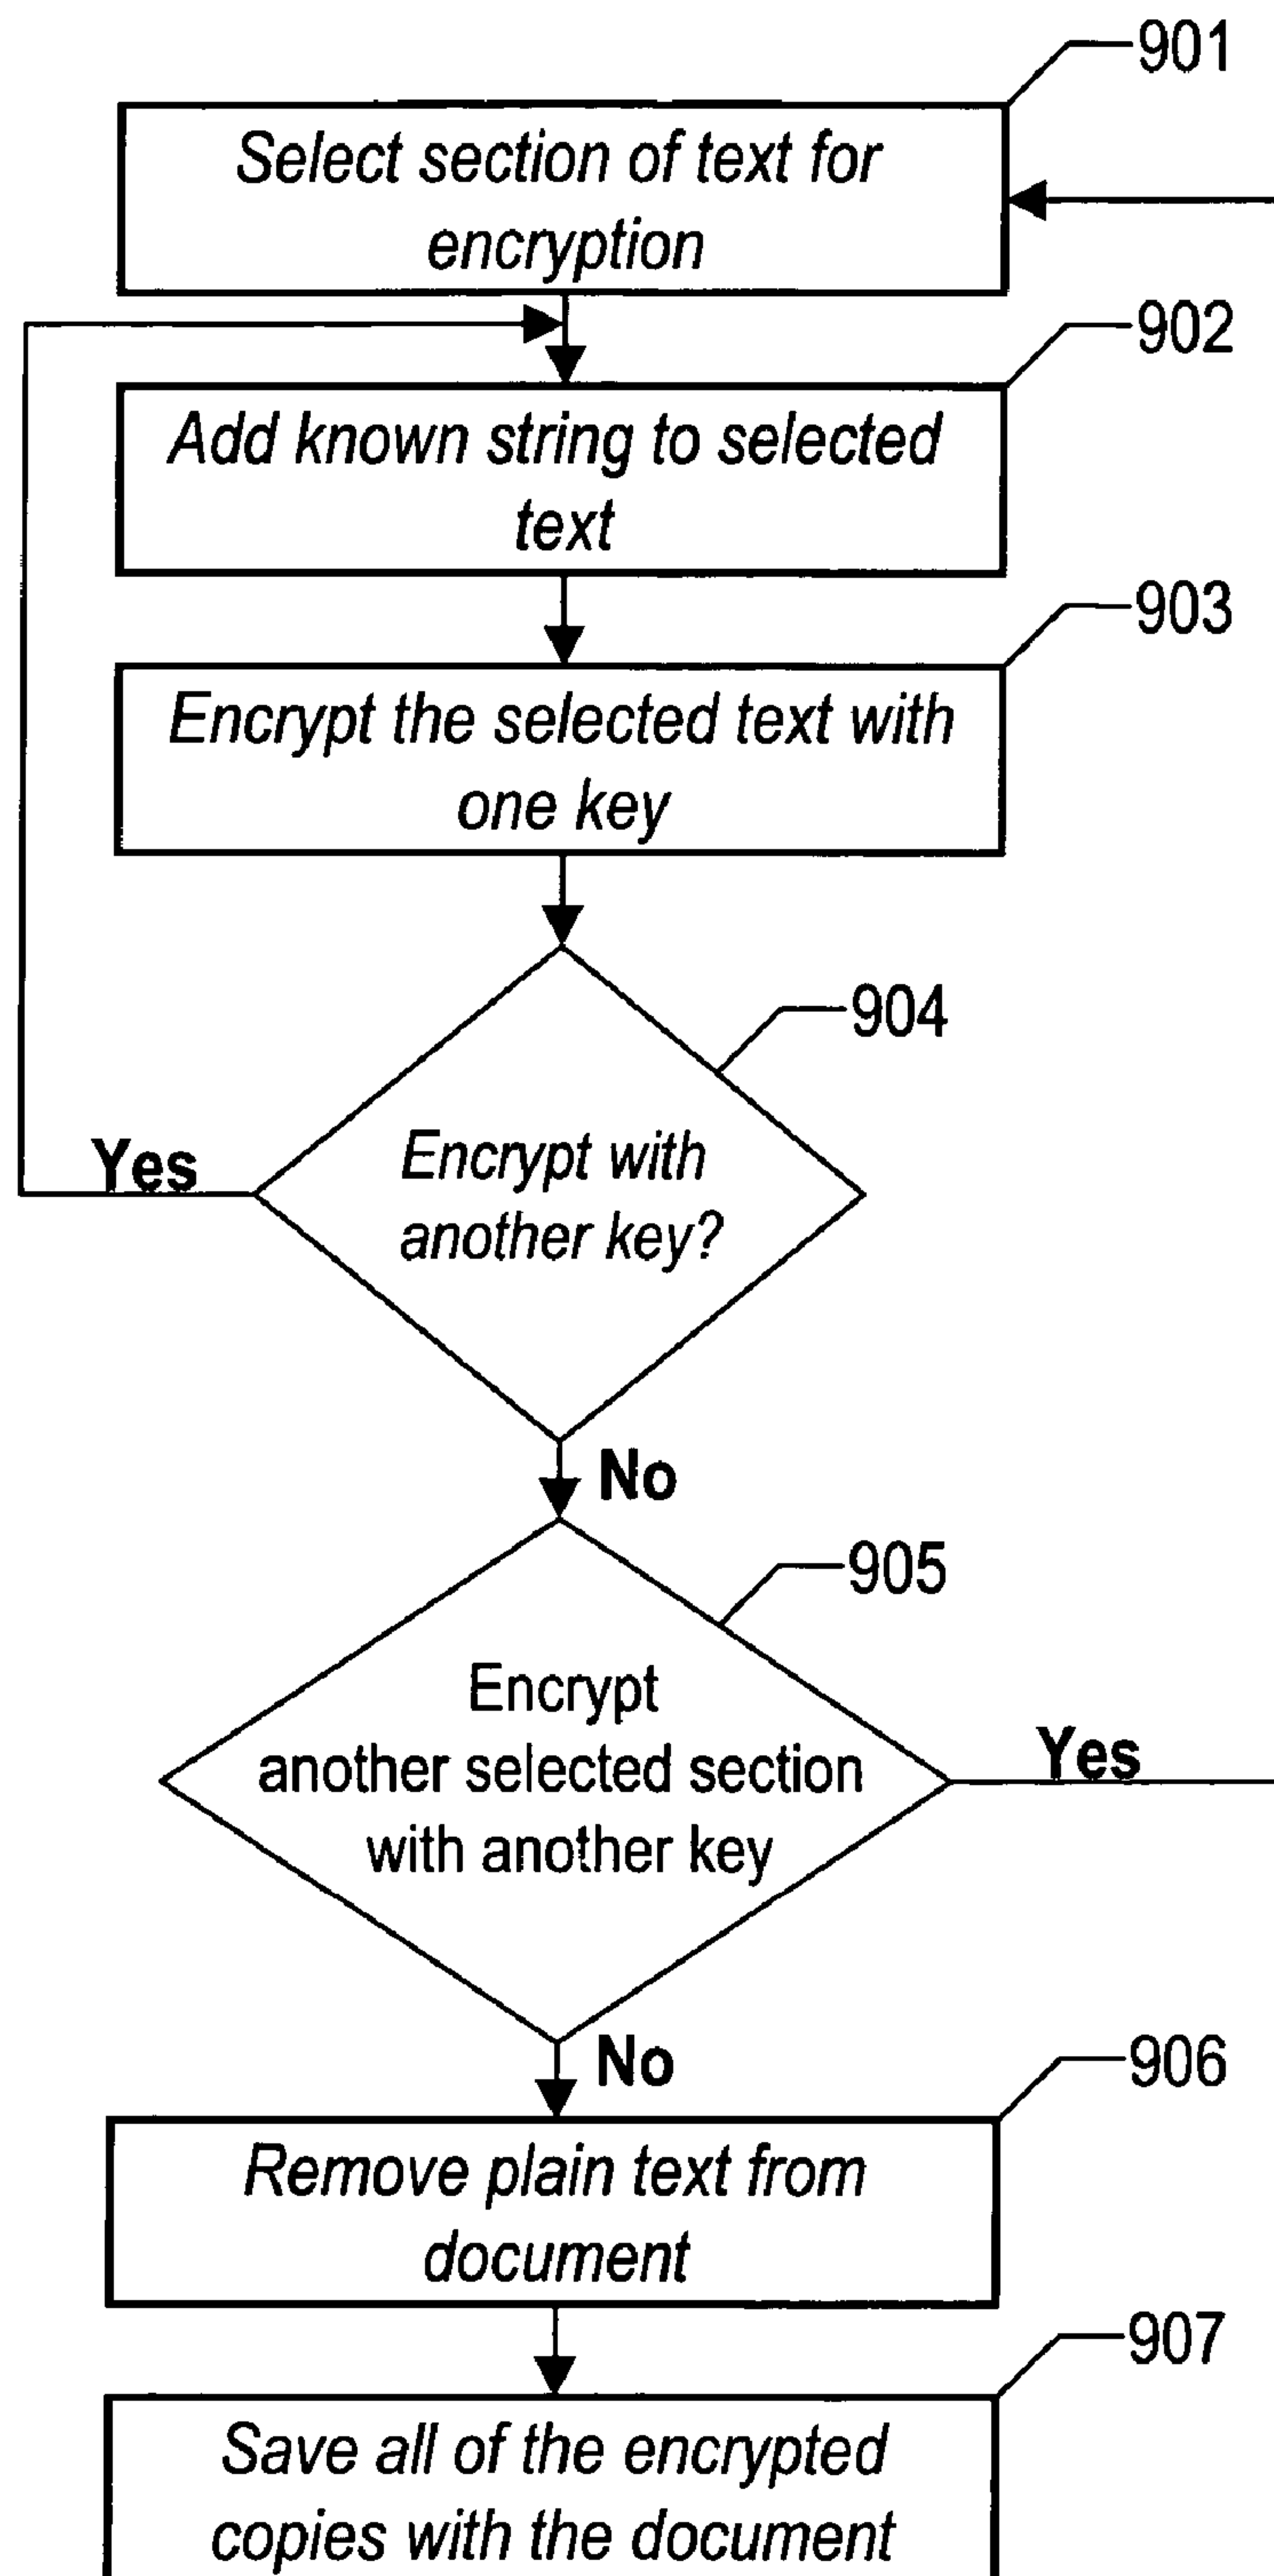 901
Select section of text for
encryption
902
Add known string to selected
text
903
Encrypt the selected text with
one key
904
Encrypt with
another key?
Yes
No
905
Encrypt
another selected section
with another key
Yes
No
906
Remove plain text from
document
907
Save all of the encrypted
copies with the document